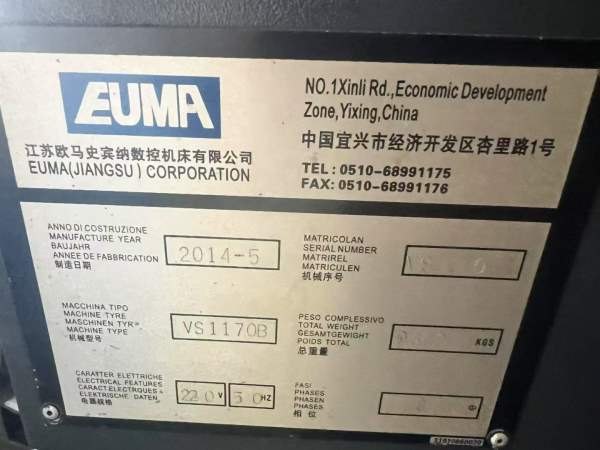 EUMA
江苏欧马史宾纳数控机床有限公司
EUMA(JIANGSU) CORPORATION
NO.1Xinli Rd.,Economic Development
Zone,Yixing,China
中国宜兴市经济开发区杏里路1号
TEL: 0510-68991175
FAX: 0510-68991176
ANNO DI COSTRUZIONE
MANUFACTURE YEAR
BAUJAHR
ANNEE DE FABBRICATION
制造日期
2014-5
MATRICOLAN
SERIAL NUMBER
MATRIREL
MATRICULEN
机械序号
MACCHINA TIPO
MACHINE TYRE
MASCHINEN TYR
MACHINE TYPE
机械型号
VS1170B
PESO COMPLESSIVO
TOTAL WEIGHT
GESAMTGEWIGHT
POIDS TOTAL
总重量
KGS
CARATTER ELETTRICHE
ELECTRICAL FEATURES
CARACT.ELECTRIQUES
ELEKTRISCHE DATEN
电器规格
220 V 50 HZ
FASI
PHASES
PHASEN
PHASES
相位
Φ